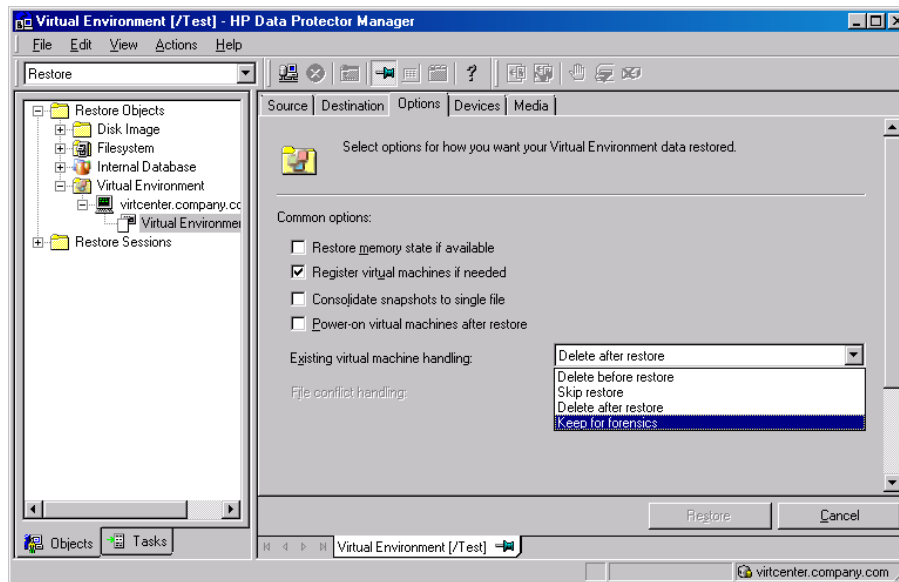 Virtual Environment [/Test] - HP Data Protector Manager
File Edit View Actions Help
Restore
Source Destination Options Devices Media
Restore Objects
Disk Image
Filesystem
Internal Database
Virtual Environment
virtcenter.company.cc
Virtual Environmer
Restore Sessions
Select options for how you want your Virtual Environment data restored.
Common options:
Restore memory state if available
Register virtual machines if needed
Consolidate snapshots to single file
Power-on virtual machines after restore
Existing virtual machine handling:
Delete after restore
Delete before restore
Skip restore
Delete after restore
Keep for forensics
File conflict handling:
Restore Cancel
Objects Tasks
Virtual Environment [/Test]
virtcenter.company.com